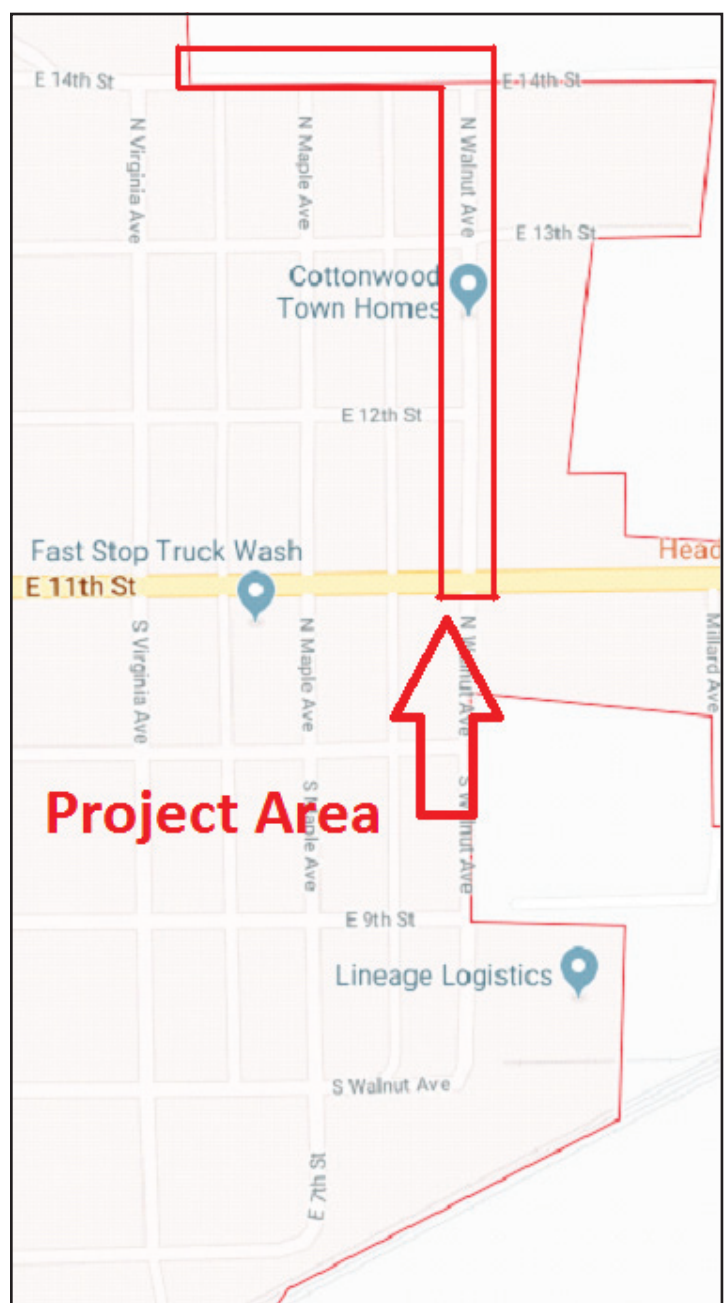 E 14th St
E 14th St
N Virginia Ave
N Maple Ave
N Walnut Ave
E 13th St
Cottonwood
Town Homes
E 12th St
Fast Stop Truck Wash
Head
E 11th St
S Virginia Ave
N Maple Ave
N Walnut Ave
Millard Ave
Project Area
S Maple Ave
S Walnut Ave
E 9th St
Lineage Logistics
S Walnut Ave
E 7th St